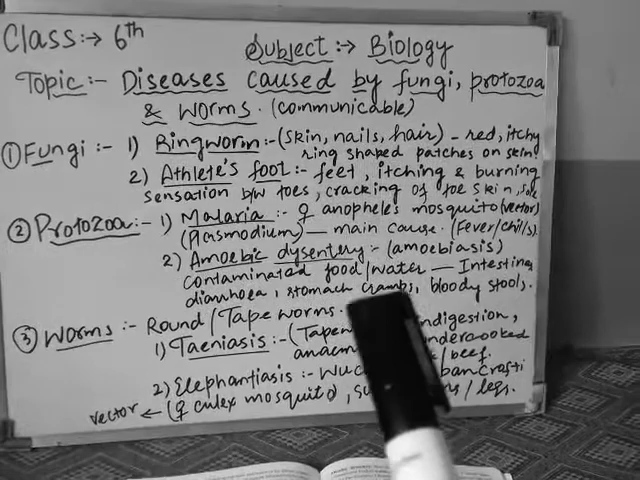 Class:→ 6th
Subject:→ Biology
Topic:- Diseases caused by fungi, protozoa
& worms. (communicable)
① Fungi :- 1) Ringworm:- (skin, nails, hair) - red, itchy
ring shaped patches on skin.
2) Athlete's foot:- feet, itching & burning
sensation b/w toes, cracking of toe skin, sole
② Protozoa:- 1) Malaria :- ♀ anopheles mosquito (vector)
(Plasmodium) — main cause. (Fever/chills).
2) Amoebic dysentery:- (amoebiasis)
contaminated food/water — Intestines
diarrhoea, stomach cramps, bloody stools.
③ Worms :- Round / Tape worms.
1) Taeniasis :- (Tape indigestion,
undercooked
/beef.
2) Elephantiasis :- Wuc bancrofti
vector ← (♀ culex mosquito), / legs.